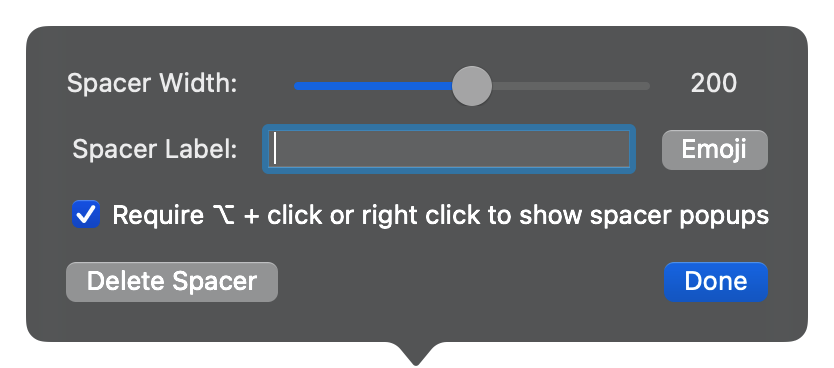 Spacer Width: 200
Spacer Label: Emoji
Require ⌥ + click or right click to show spacer popups
Delete Spacer Done